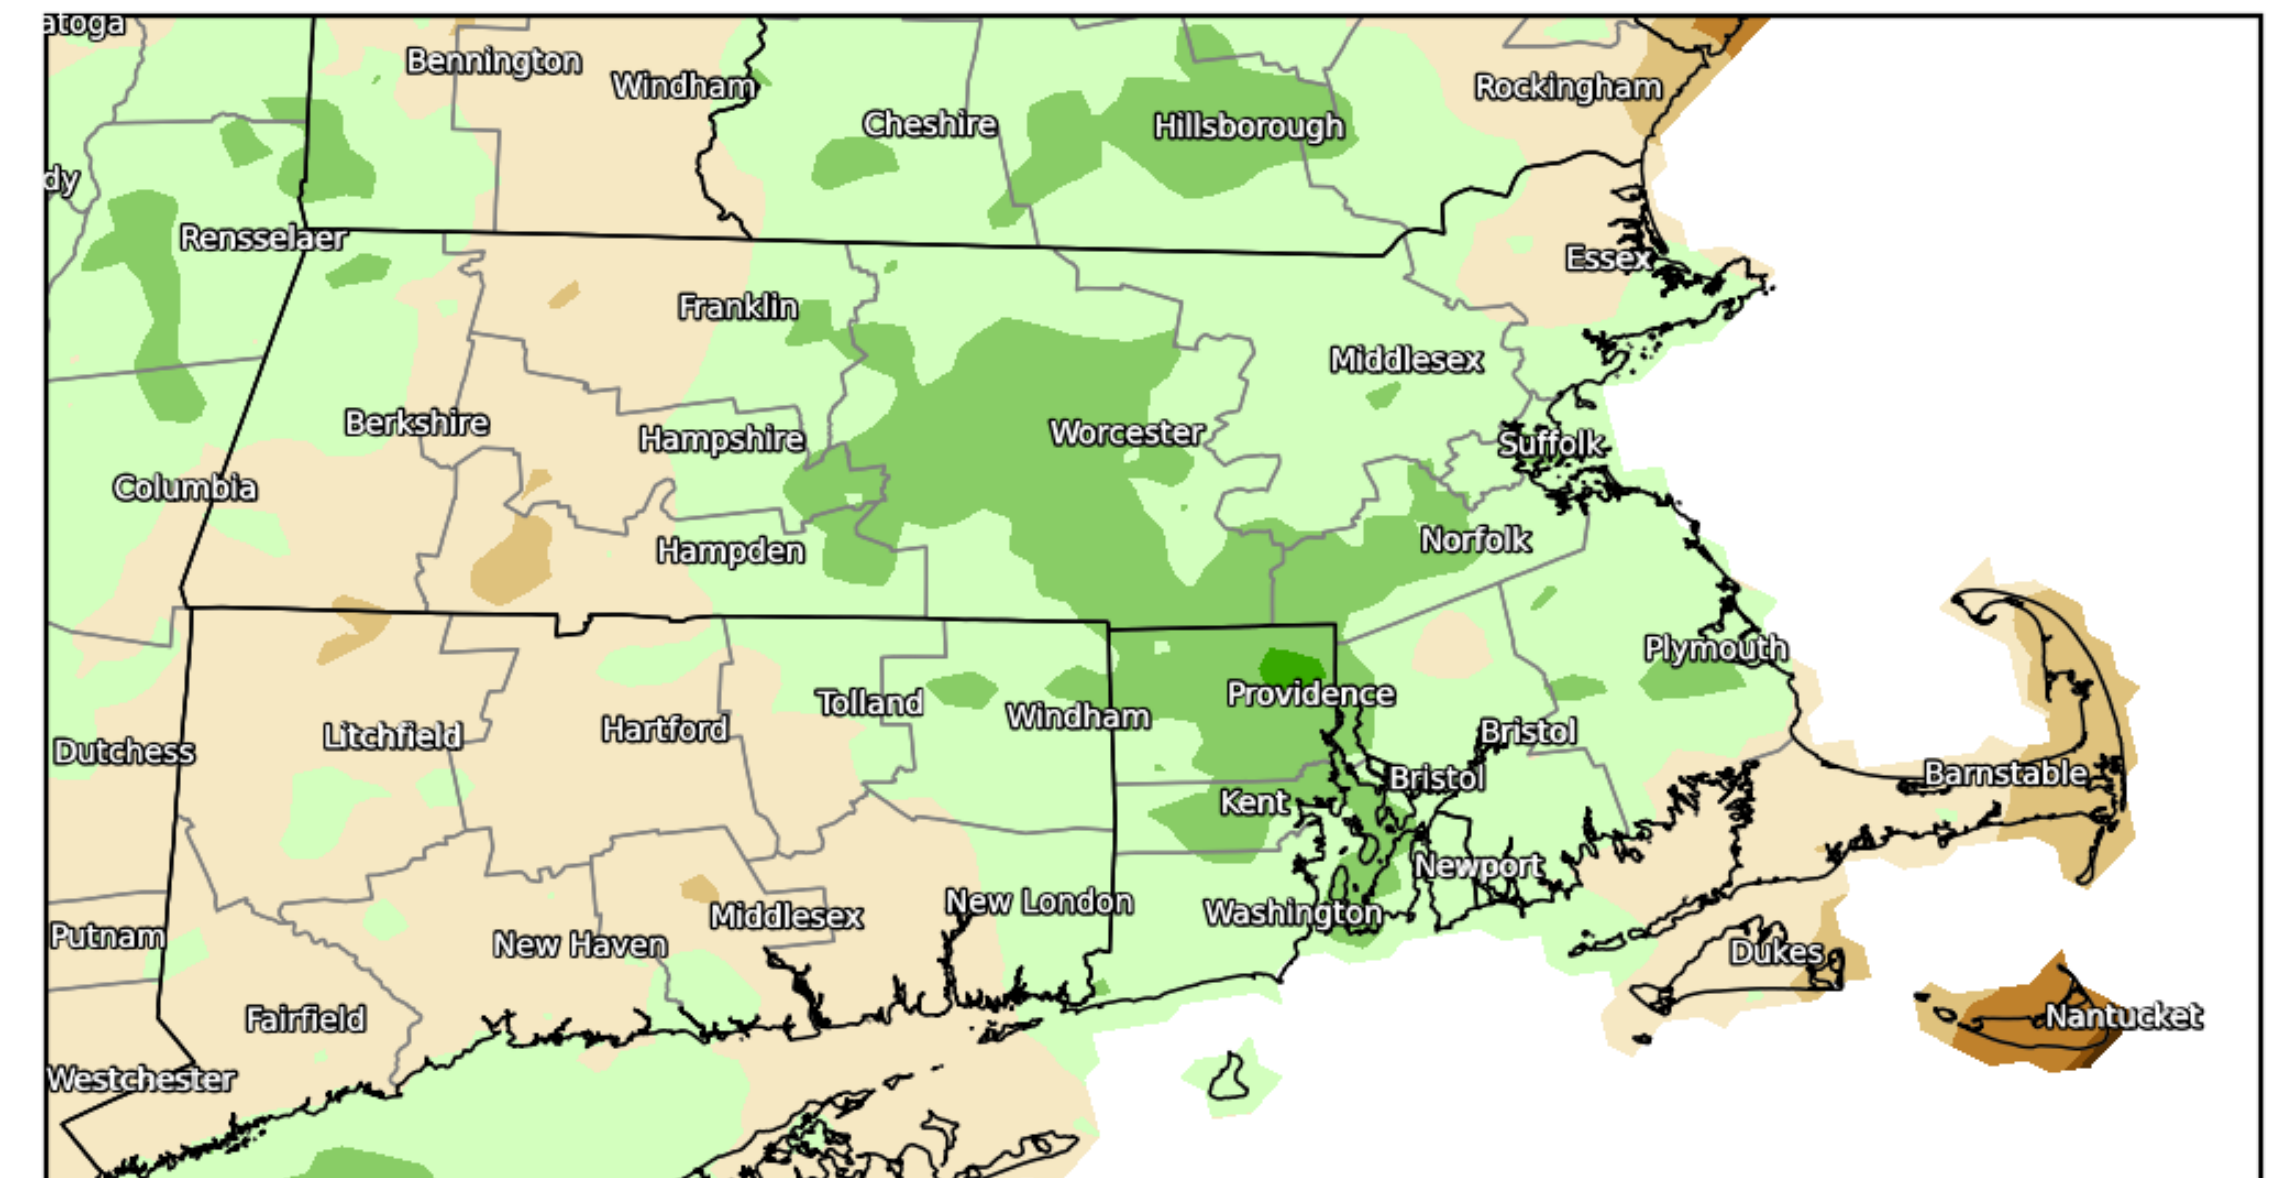 atoga
Bennington
Windham
Rockingham
Cheshire
Hillsborough
dy
Rensselaer
Essex
Franklin
Middlesex
Berkshire
Hampshire
Worcester
Suffolk
Columbia
Norfolk
Hampden
Plymouth
Providence
Tolland
Windham
Litchfield
Hartford
Bristol
Dutchess
Bristol
Barnstable
Kent
Newport
New London
Washington
Middlesex
Putnam
New Haven
Dukes
Fairfield
Nantucket
Westchester